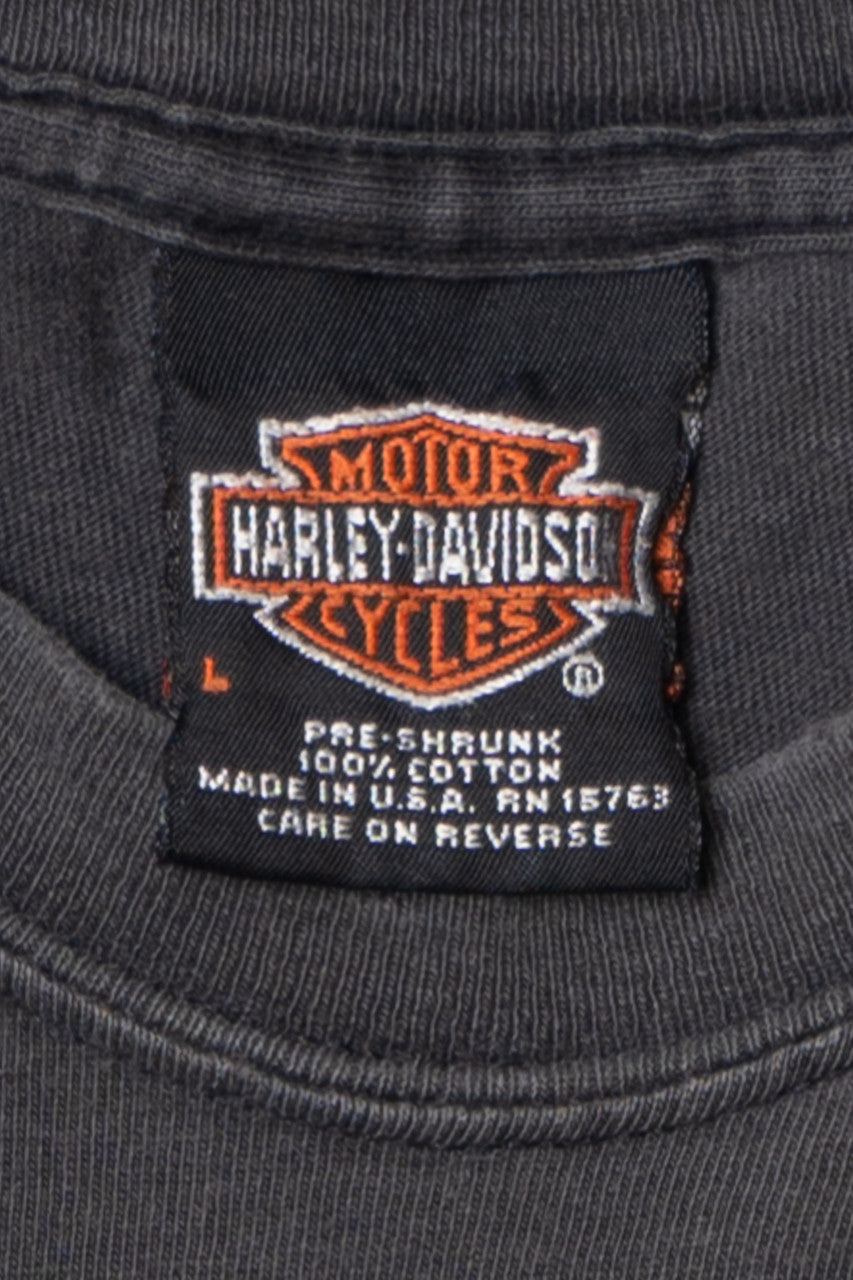 MOTOR
HARLEY-DAVIDSON
CYCLES
L ®
PRE-SHRUNK
100% COTTON
MADE IN U.S.A. RN 15763
CARE ON REVERSE